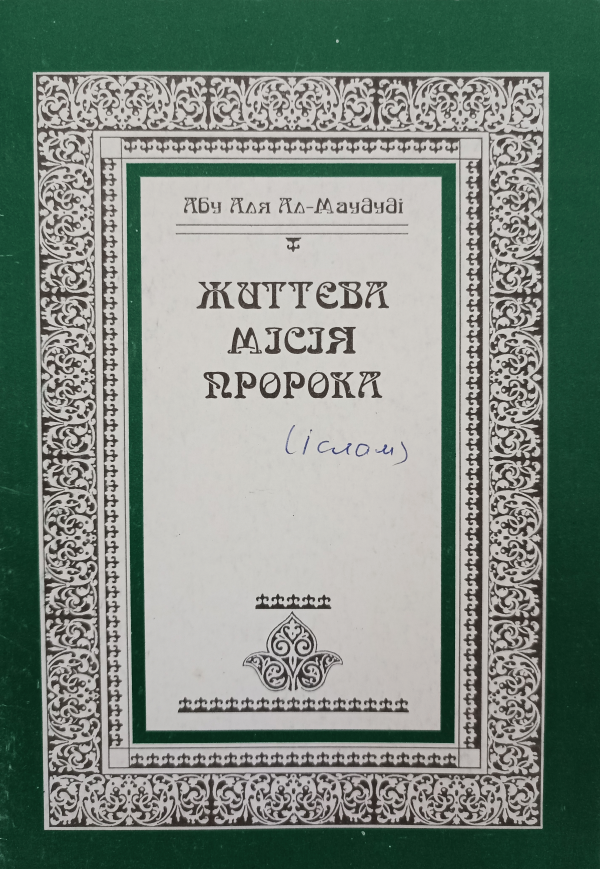 Абу Аля Ал-Маудуді
ЖИТТЄВА
МІСІЯ
ПРОРОКА
(іслам)